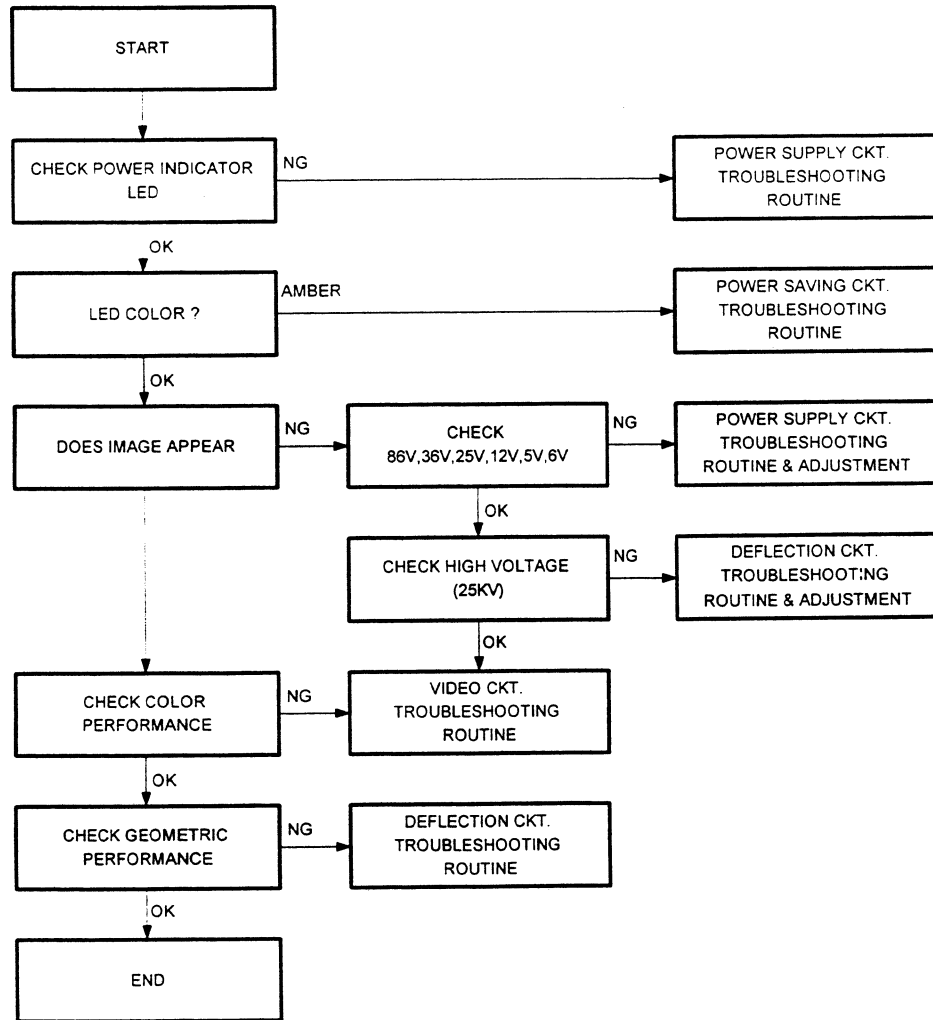 START
CHECK POWER INDICATOR
LED
NG
POWER SUPPLY CKT.
TROUBLESHOOTING
ROUTINE
OK
LED COLOR ?
AMBER
POWER SAVING CKT.
TROUBLESHOOTING
ROUTINE
OK
DOES IMAGE APPEAR
NG
CHECK
86V,36V,25V,12V,5V,6V
NG
POWER SUPPLY CKT.
TROUBLESHOOTING
ROUTINE & ADJUSTMENT
OK
CHECK HIGH VOLTAGE
(25KV)
NG
DEFLECTION CKT.
TROUBLESHOOTING
ROUTINE & ADJUSTMENT
OK
CHECK COLOR
PERFORMANCE
NG
VIDEO CKT.
TROUBLESHOOTING
ROUTINE
OK
CHECK GEOMETRIC
PERFORMANCE
NG
DEFLECTION CKT.
TROUBLESHOOTING
ROUTINE
OK
END